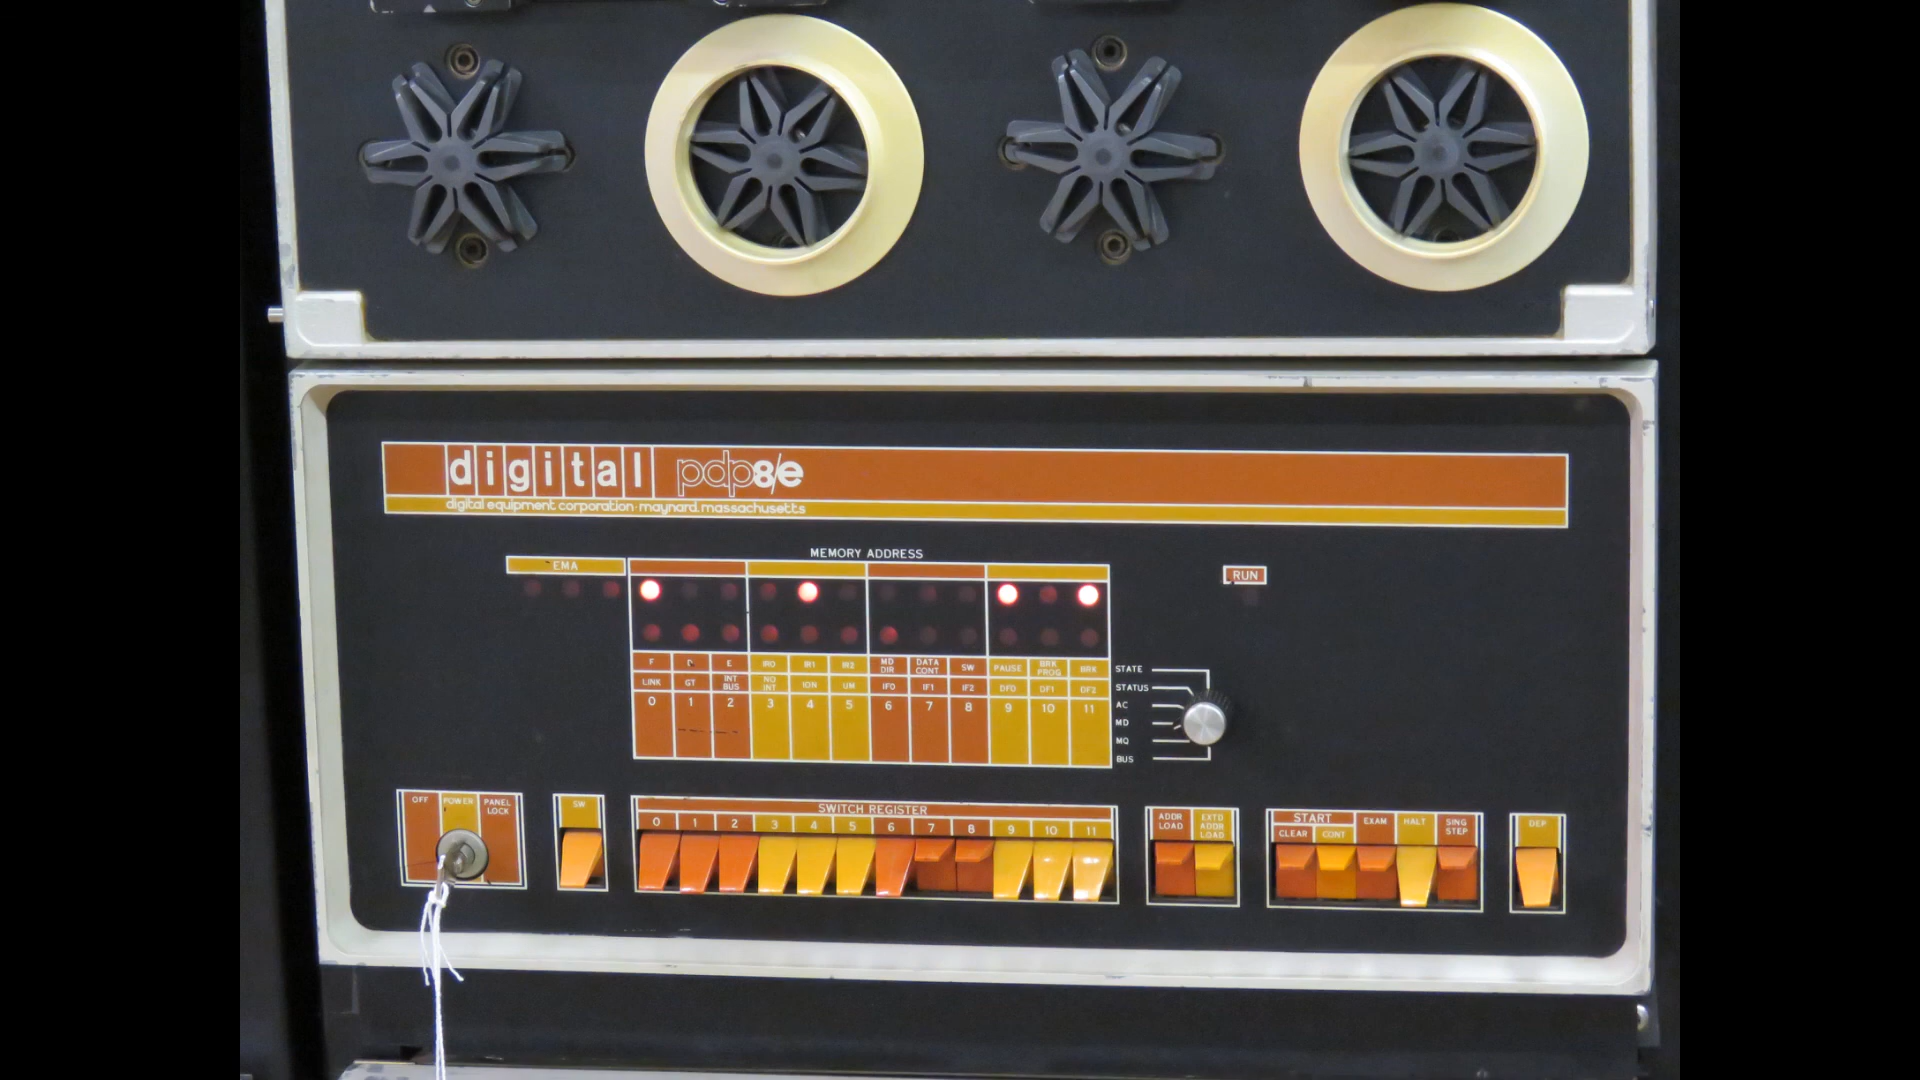 digital pdp8/e
digital equipment corporation · maynard, massachusetts
MEMORY ADDRESS
EMA
RUN
F D E IR0 IR1 IR2 MD DIR DATA CONT SW PAUSE BRK PROG BRK
LINK GT INT BUS NO INT ION UM IF0 IF1 IF2 DF0 DF1 DF2
0 1 2 3 4 5 6 7 8 9 10 11
STATE
STATUS
AC
MD
MQ
BUS
OFF POWER PANEL LOCK
SW
SWITCH REGISTER
0 1 2 3 4 5 6 7 8 9 10 11
ADDR LOAD
EXTD ADDR LOAD
START
CLEAR CONT EXAM HALT SING STEP
DEP